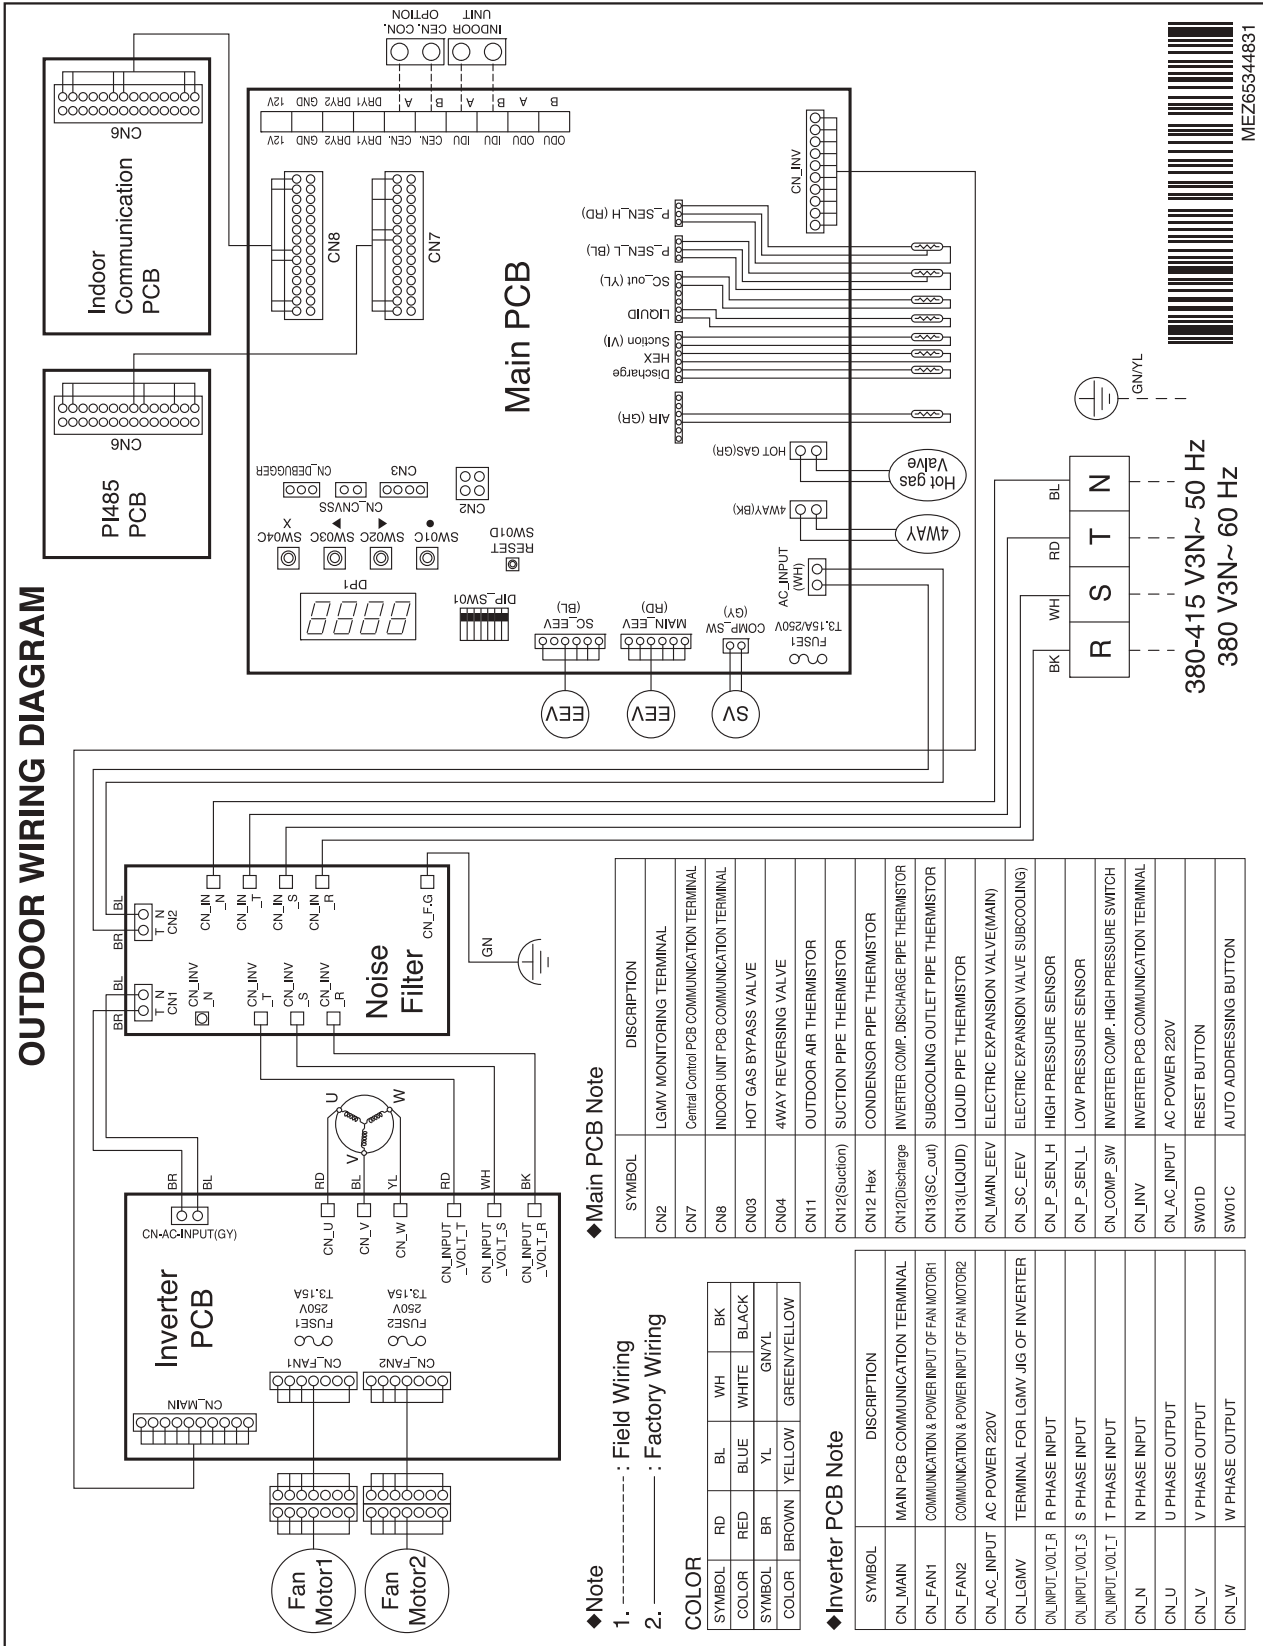 OUTDOOR WIRING DIAGRAM
Inverter
PCB
CN_MAIN
CN-AC-INPUT(GY)
BR
BL
CN_FAN1
FUSE1
250V
T3.15A
CN_FAN2
FUSE2
250V
T3.15A
Fan
Motor1
Fan
Motor2
CN_U
CN_V
CN_W
RD
BL
YL
U
V
W
CN_INPUT
_VOLT_T
CN_INPUT
_VOLT_S
CN_INPUT
_VOLT_R
RD
WH
BK
Noise
Filter
BR
BL
T N
CN1
BR
BL
T N
CN2
CN_INV
_N
CN_INV
_T
CN_INV
_S
CN_INV
_R
CN_IN
_N
CN_IN
_T
CN_IN
_S
CN_IN
_R
CN_F.G
GN
PI485
PCB
CN6
Indoor
Communication
PCB
CN6
Main PCB
DP1
SW04C
X
SW03C
▶
SW02C
◀
SW01C
●
CN_DEBUGGER
CN_CNVSS
CN3
CN2
DIP_SW01
RESET
SW01D
CN8
CN7
12V GND DRY2 DRY1 CEN. CEN. IDU IDU ODU ODU
12V GND DRY2 DRY1 A B A B A B
CEN. CON.
OPTION
INDOOR
UNIT
SC_EEV
(BL)
EEV
MAIN_EEV
(RD)
EEV
COMP_SW
(GY)
SV
FUSE1
T3.15A/250V
AC_INPUT
(WH)
4WAY(BK)
4WAY
HOT GAS(GR)
Hot gas
Valve
AIR (GR)
Discharge
HEX
Suction (VI)
LIQUID
SC_out (YL)
P_SEN_L (BL)
P_SEN_H (RD)
CN_INV
BK
WH
RD
BL
R S T N
GN/YL
380-415 V3N~ 50 Hz
380 V3N~ 60 Hz
MEZ65344831
◆Note
1. ------------ : Field Wiring
2. ———— : Factory Wiring
COLOR
SYMBOL RD BL WH BK
COLOR RED BLUE WHITE BLACK
SYMBOL BR YL GN/YL
COLOR BROWN YELLOW GREEN/YELLOW
◆Inverter PCB Note
SYMBOL DISCRIPTION
CN_MAIN MAIN PCB COMMUNICATION TERMINAL
CN_FAN1 COMMUNICATION & POWER INPUT OF FAN MOTOR1
CN_FAN2 COMMUNICATION & POWER INPUT OF FAN MOTOR2
CN_AC_INPUT AC POWER 220V
CN_LGMV TERMINAL FOR LGMV JIG OF INVERTER
CN_INPUT_VOLT_R R PHASE INPUT
CN_INPUT_VOLT_S S PHASE INPUT
CN_INPUT_VOLT_T T PHASE INPUT
CN_N N PHASE INPUT
CN_U U PHASE OUTPUT
CN_V V PHASE OUTPUT
CN_W W PHASE OUTPUT
◆Main PCB Note
SYMBOL DISCRIPTION
CN2 LGMV MONITORING TERMINAL
CN7 Central Control PCB COMMUNICATION TERMINAL
CN8 INDOOR UNIT PCB COMMUNICATION TERMINAL
CN03 HOT GAS BYPASS VALVE
CN04 4WAY REVERSING VALVE
CN11 OUTDOOR AIR THERMISTOR
CN12(Suction) SUCTION PIPE THERMISTOR
CN12 Hex CONDENSOR PIPE THERMISTOR
CN12(Discharge INVERTER COMP. DISCHARGE PIPE THERMISTOR
CN13(SC_out) SUBCOOLING OUTLET PIPE THERMISTOR
CN13(LIQUID) LIQUID PIPE THERMISTOR
CN_MAIN_EEV ELECTRIC EXPANSION VALVE(MAIN)
CN_SC_EEV ELECTRIC EXPANSION VALVE SUBCOOLING)
CN_P_SEN_H HIGH PRESSURE SENSOR
CN_P_SEN_L LOW PRESSURE SENSOR
CN_COMP_SW INVERTER COMP. HIGH PRESSURE SWITCH
CN_INV INVERTER PCB COMMUNICATION TERMINAL
CN_AC_INPUT AC POWER 220V
SW01D RESET BUTTON
SW01C AUTO ADDRESSING BUTTON